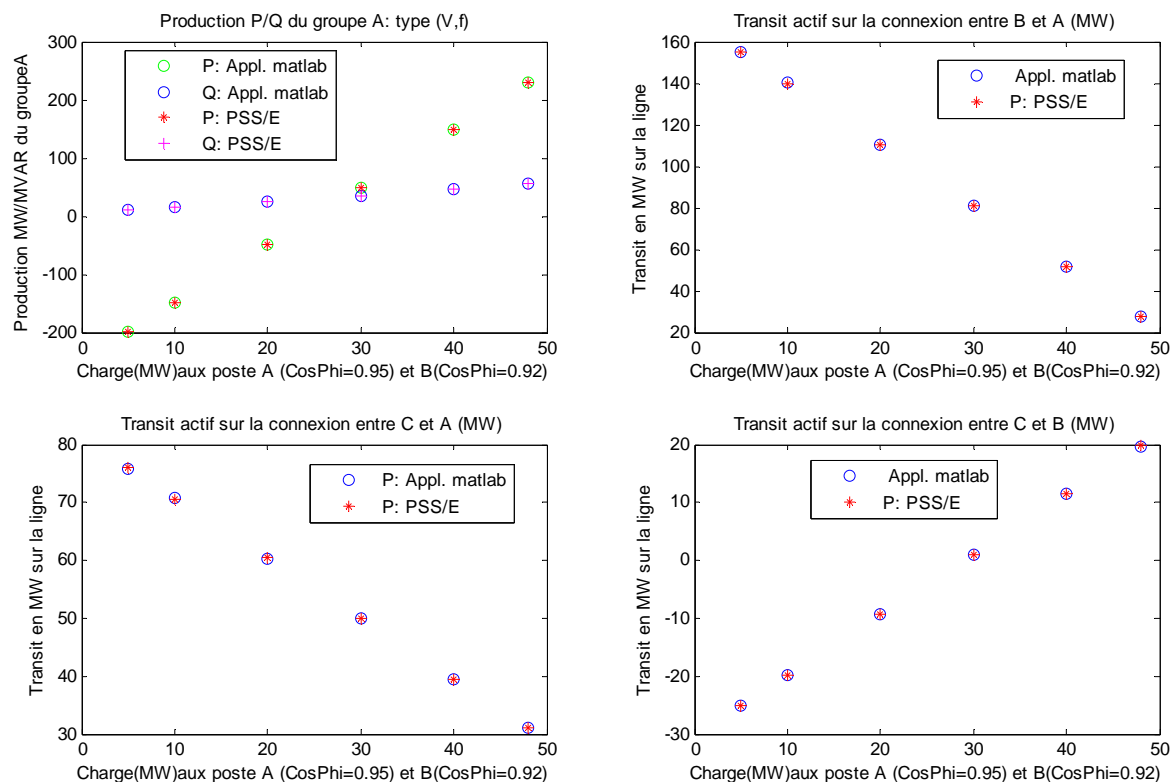 Production P/Q du groupe A: type (V,f)
300
200
100
0
-100
-200
Production MW/MVAR du groupeA
P: Appl. matlab
Q: Appl. matlab
P: PSS/E
Q: PSS/E
0 10 20 30 40 50
Charge(MW)aux poste A (CosPhi=0.95) et B(CosPhi=0.92)
Transit actif sur la connexion entre B et A (MW)
160
140
120
100
80
60
40
20
Transit en MW sur la ligne
Appl. matlab
P: PSS/E
0 10 20 30 40 50
Charge(MW)aux poste A (CosPhi=0.95) et B(CosPhi=0.92)
Transit actif sur la connexion entre C et A (MW)
80
70
60
50
40
30
Transit en MW sur la ligne
P: Appl. matlab
P: PSS/E
0 10 20 30 40 50
Charge(MW)aux poste A (CosPhi=0.95) et B(CosPhi=0.92)
Transit actif sur la connexion entre C et B (MW)
20
10
0
-10
-20
-30
Transit en MW sur la ligne
Appl. matlab
P: PSS/E
0 10 20 30 40 50
Charge(MW)aux poste A (CosPhi=0.95) et B(CosPhi=0.92)